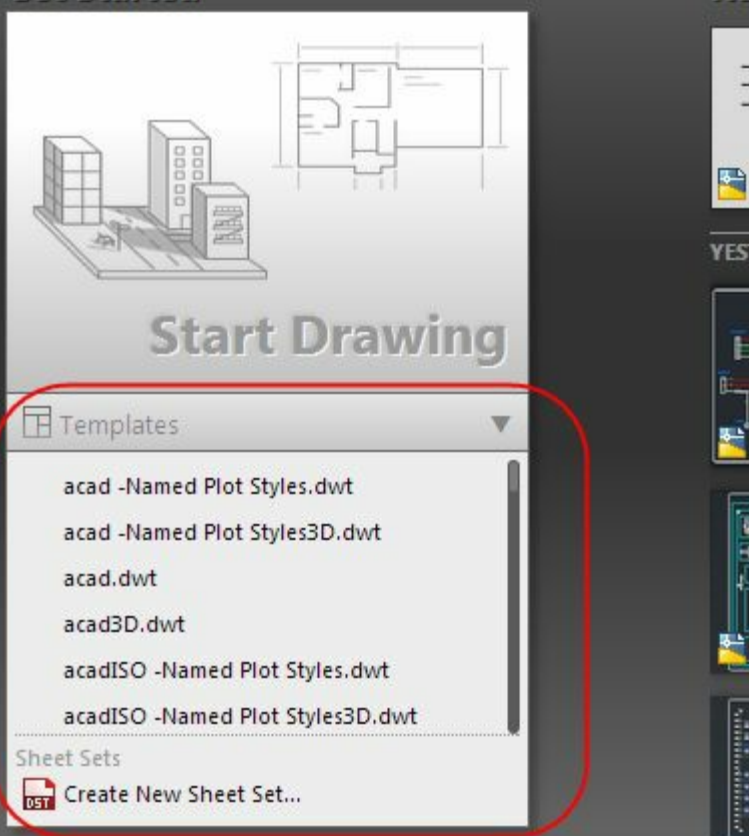 Start Drawing
Templates
acad -Named Plot Styles.dwt
acad -Named Plot Styles3D.dwt
acad.dwt
acad3D.dwt
acadISO -Named Plot Styles.dwt
acadISO -Named Plot Styles3D.dwt
Sheet Sets
DST Create New Sheet Set...